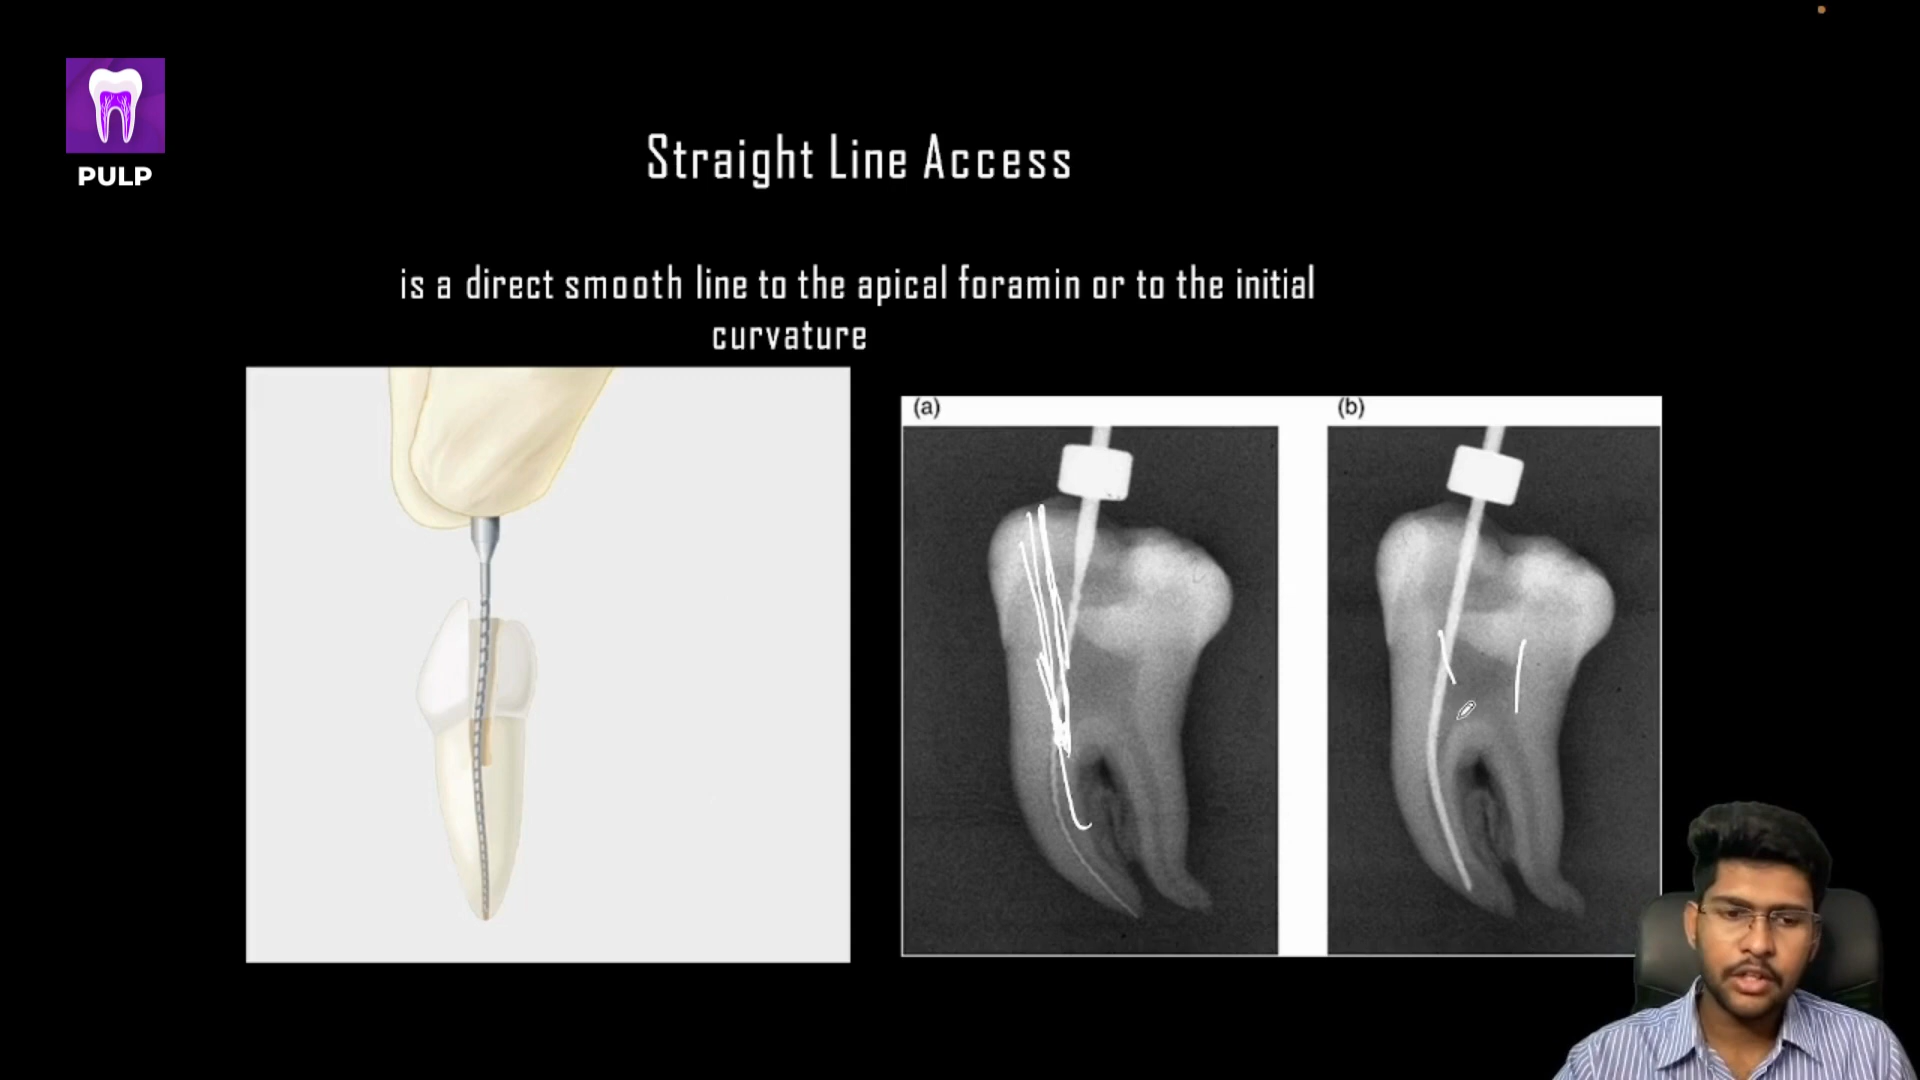 PULP
Straight Line Access
is a direct smooth line to the apical foramin or to the initial
curvature
(a)
(b)